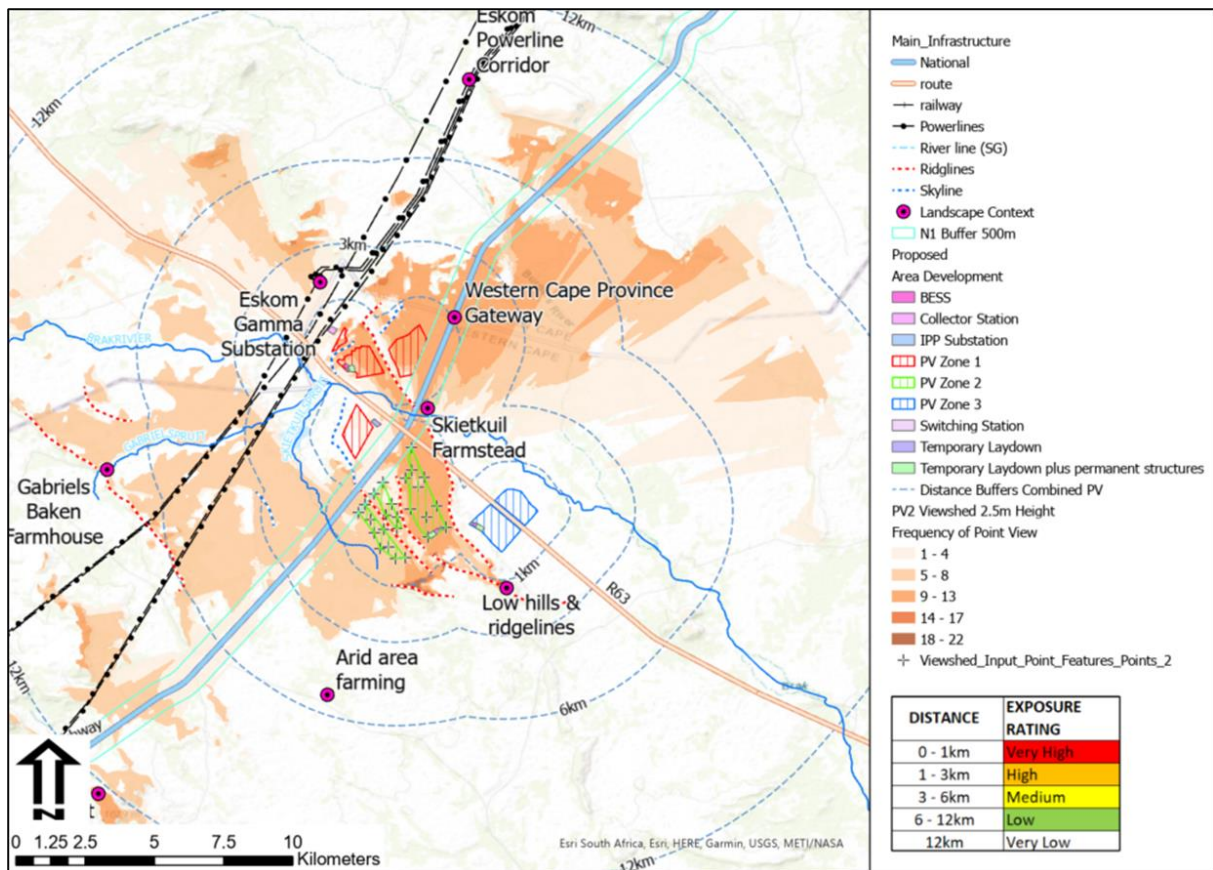 Eskom
Powerline
Corridor
12km
12km
3km
Eskom
Gamma
Substation
Western Cape Province
Gateway
WESTERN CAPE
BRAKRIVIER
Skietkuil
Farmstead
GABRIELSPRUIT
Gabriels
Baken
Farmhouse
1km
Low hills &
ridgelines
R63
Arid area
farming
6km
12km
12km
N
t
0 1.25 2.5 5 7.5 10
Kilometers
Esri South Africa, Esri, HERE, Garmin, USGS, METI/NASA
Main_Infrastructure
National
route
railway
Powerlines
River line (SG)
Ridglines
Skyline
Landscape Context
N1 Buffer 500m
Proposed
Area Development
BESS
Collector Station
IPP Substation
PV Zone 1
PV Zone 2
PV Zone 3
Switching Station
Temporary Laydown
Temporary Laydown plus permanent structures
Distance Buffers Combined PV
PV2 Viewshed 2.5m Height
Frequency of Point View
1 - 4
5 - 8
9 - 13
14 - 17
18 - 22
Viewshed_Input_Point_Features_Points_2
DISTANCE EXPOSURE RATING
0 - 1km Very High
1 - 3km High
3 - 6km Medium
6 - 12km Low
12km Very Low